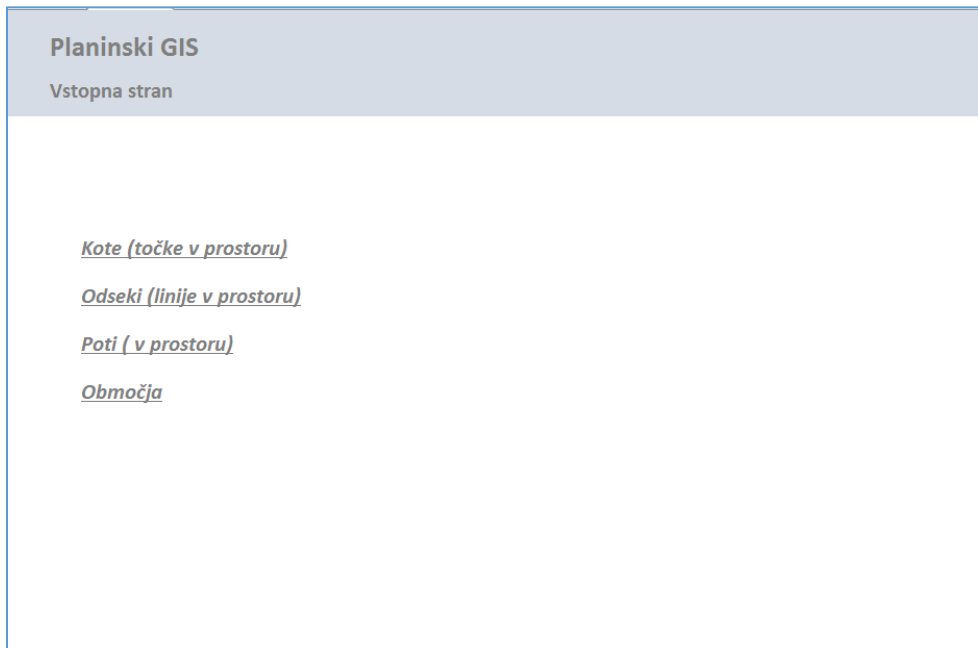 Planinski GIS
Vstopna stran
Kote (točke v prostoru)
Odseki (linije v prostoru)
Poti ( v prostoru)
Območja